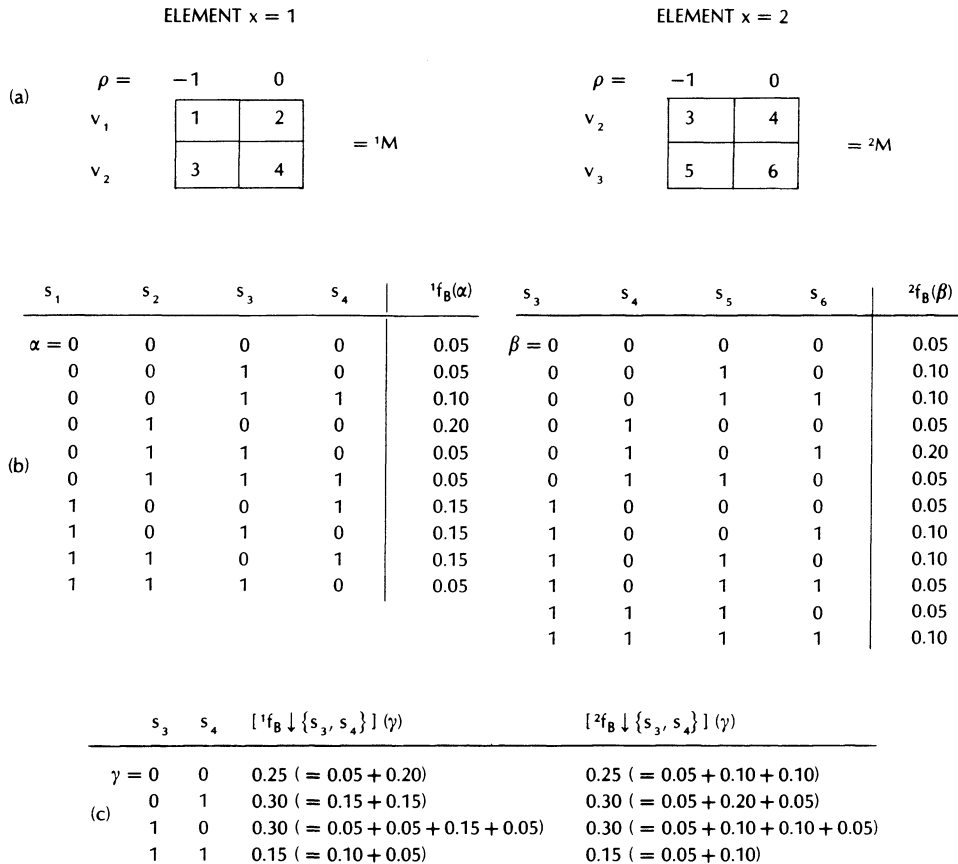 ELEMENT x = 1 ELEMENT x = 2
ρ = −1 0 ρ = −1 0
(a)
v₁ 1 2 v₂ 3 4
= ¹M = ²M
v₂ 3 4 v₃ 5 6
s₁ s₂ s₃ s₄ ¹f_B(α) s₃ s₄ s₅ s₆ ²f_B(β)
α = 0 0 0 0 0.05 β = 0 0 0 0 0.05
0 0 1 0 0.05 0 0 1 0 0.10
0 0 1 1 0.10 0 0 1 1 0.10
0 1 0 0 0.20 0 1 0 0 0.05
0 1 1 0 0.05 0 1 0 1 0.20
(b)
0 1 1 1 0.05 0 1 1 0 0.05
1 0 0 1 0.15 1 0 0 0 0.05
1 0 1 0 0.15 1 0 0 1 0.10
1 1 0 1 0.15 1 0 1 0 0.10
1 1 1 0 0.05 1 0 1 1 0.05
1 1 1 0 0.05
1 1 1 1 0.10
s₃ s₄ [ ¹f_B ↓ {s₃, s₄} ] (γ) [ ²f_B ↓ {s₃, s₄} ] (γ)
γ = 0 0 0.25 ( = 0.05 + 0.20) 0.25 ( = 0.05 + 0.10 + 0.10)
0 1 0.30 ( = 0.15 + 0.15) 0.30 ( = 0.05 + 0.20 + 0.05)
(c)
1 0 0.30 ( = 0.05 + 0.05 + 0.15 + 0.05) 0.30 ( = 0.05 + 0.10 + 0.10 + 0.05)
1 1 0.15 ( = 0.10 + 0.05) 0.15 ( = 0.05 + 0.10)